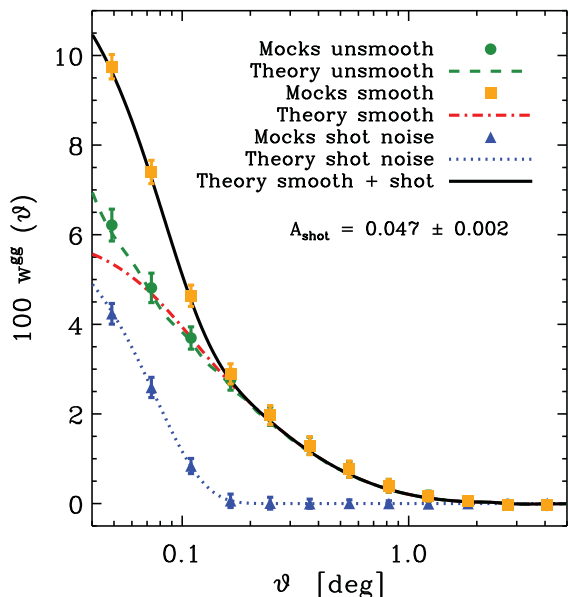 Mocks unsmooth
Theory unsmooth
Mocks smooth
Theory smooth
Mocks shot noise
Theory shot noise
Theory smooth + shot
A_shot = 0.047 ± 0.002
100 w^gg (ϑ)
10
8
6
4
2
0
0.1
1.0
ϑ [deg]